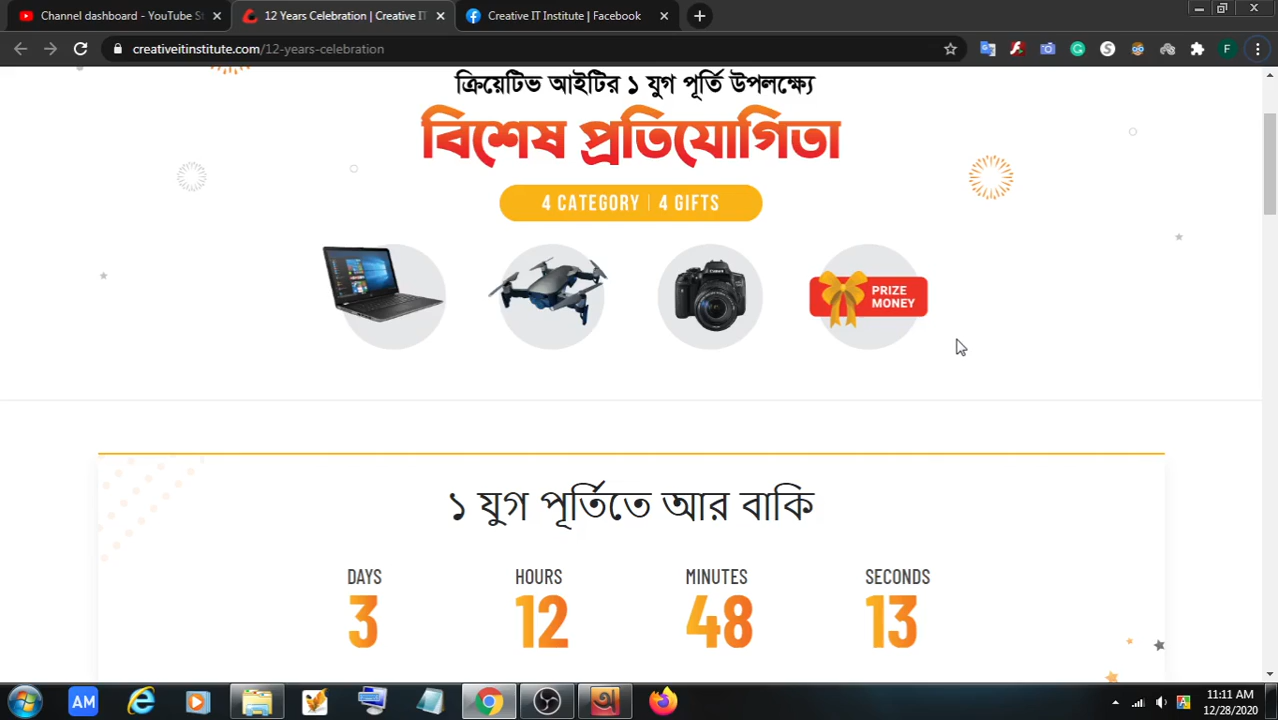 Channel dashboard - YouTube S
12 Years Celebration | Creative IT
Creative IT Institute | Facebook
creativeitinstitute.com/12-years-celebration
F
ক্রিয়েটিভ আইটির ১ যুগ পূর্তি উপলক্ষ্যে
বিশেষ প্রতিযোগিতা
4 CATEGORY | 4 GIFTS
PRIZE
MONEY
১ যুগ পূর্তিতে আর বাকি
DAYS HOURS MINUTES SECONDS
3 12 48 13
AM
11:11 AM
12/28/2020